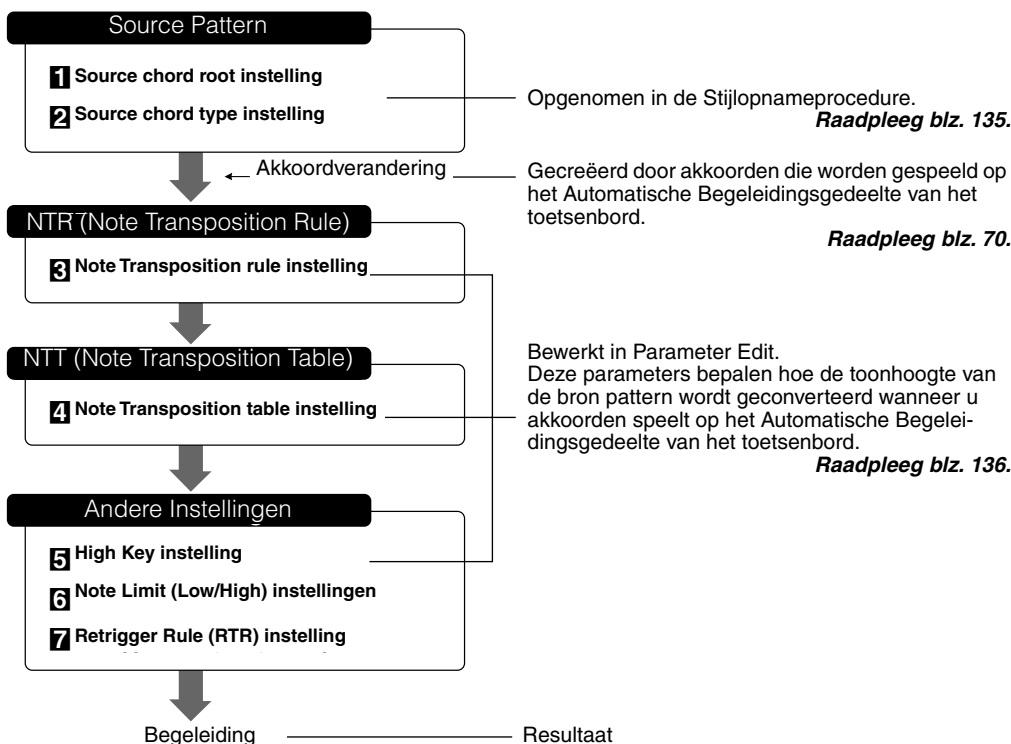 Source Pattern
1 Source chord root instelling
2 Source chord type instelling
Opgenomen in de Stijlopnameprocedure.
Raadpleeg blz. 135.
Akkoordverandering
Gecreëerd door akkoorden die worden gespeeld op
het Automatische Begeleidingsgedeelte van het
toetsenbord.
Raadpleeg blz. 70.
NTR (Note Transposition Rule)
3 Note Transposition rule instelling
NTT (Note Transposition Table)
4 Note Transposition table instelling
Bewerkt in Parameter Edit.
Deze parameters bepalen hoe de toonhoogte van
de bron pattern wordt geconverteerd wanneer u
akkoorden speelt op het Automatische Begelei-
dingsgedeelte van het toetsenbord.
Raadpleeg blz. 136.
Andere Instellingen
5 High Key instelling
6 Note Limit (Low/High) instellingen
7 Retrigger Rule (RTR) instelling
Begeleiding
Resultaat